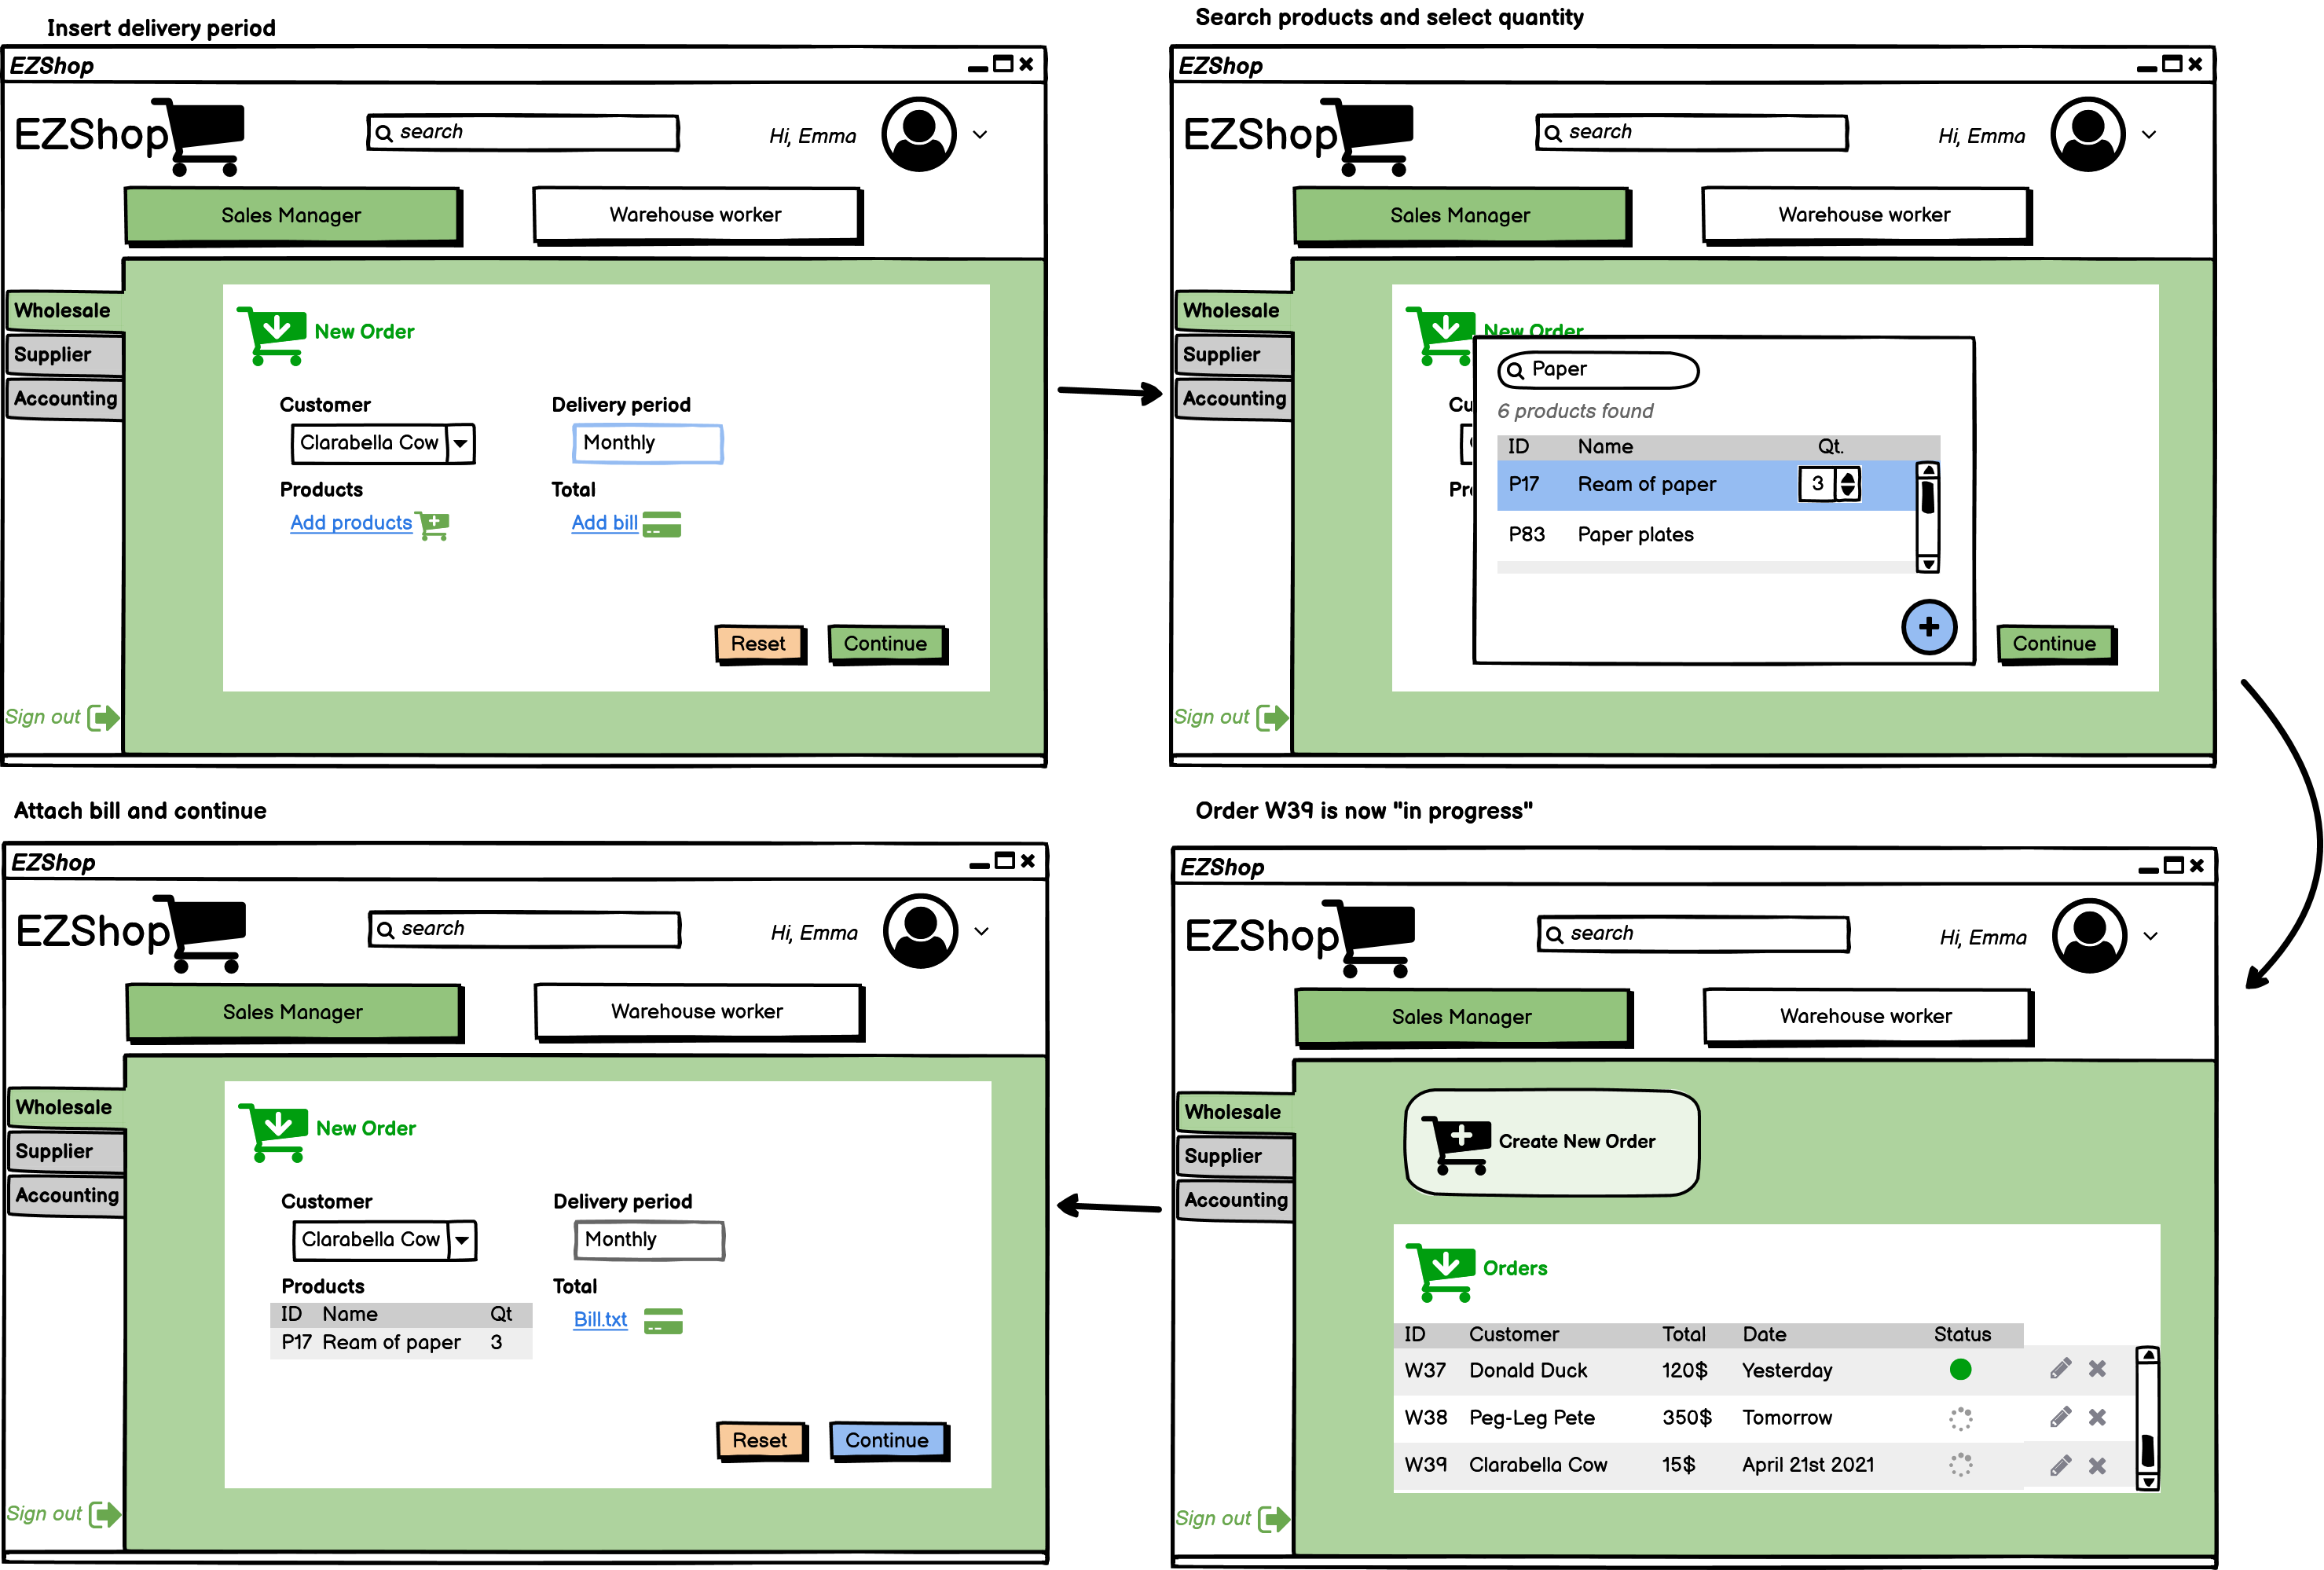 Insert delivery period
EZShop
EZShop
search
Hi, Emma
Sales Manager
Warehouse worker
Wholesale
Supplier
Accounting
New Order
Customer
Delivery period
Clarabella Cow
Monthly
Products
Total
Add products
Add bill
Reset
Continue
Sign out
Search products and select quantity
EZShop
EZShop
search
Hi, Emma
Sales Manager
Warehouse worker
Wholesale
Supplier
Accounting
New Order
Cu
Pr
Paper
6 products found
ID Name Qt.
P17 Ream of paper 3
P83 Paper plates
+
Continue
Sign out
Attach bill and continue
EZShop
EZShop
search
Hi, Emma
Sales Manager
Warehouse worker
Wholesale
Supplier
Accounting
New Order
Customer
Delivery period
Clarabella Cow
Monthly
Products
Total
ID Name Qt
P17 Ream of paper 3
Bill.txt
Reset
Continue
Sign out
Order W39 is now "in progress"
EZShop
EZShop
search
Hi, Emma
Sales Manager
Warehouse worker
Wholesale
Supplier
Accounting
Create New Order
Orders
ID Customer Total Date Status
W37 Donald Duck 120$ Yesterday
W38 Peg-Leg Pete 350$ Tomorrow
W39 Clarabella Cow 15$ April 21st 2021
Sign out